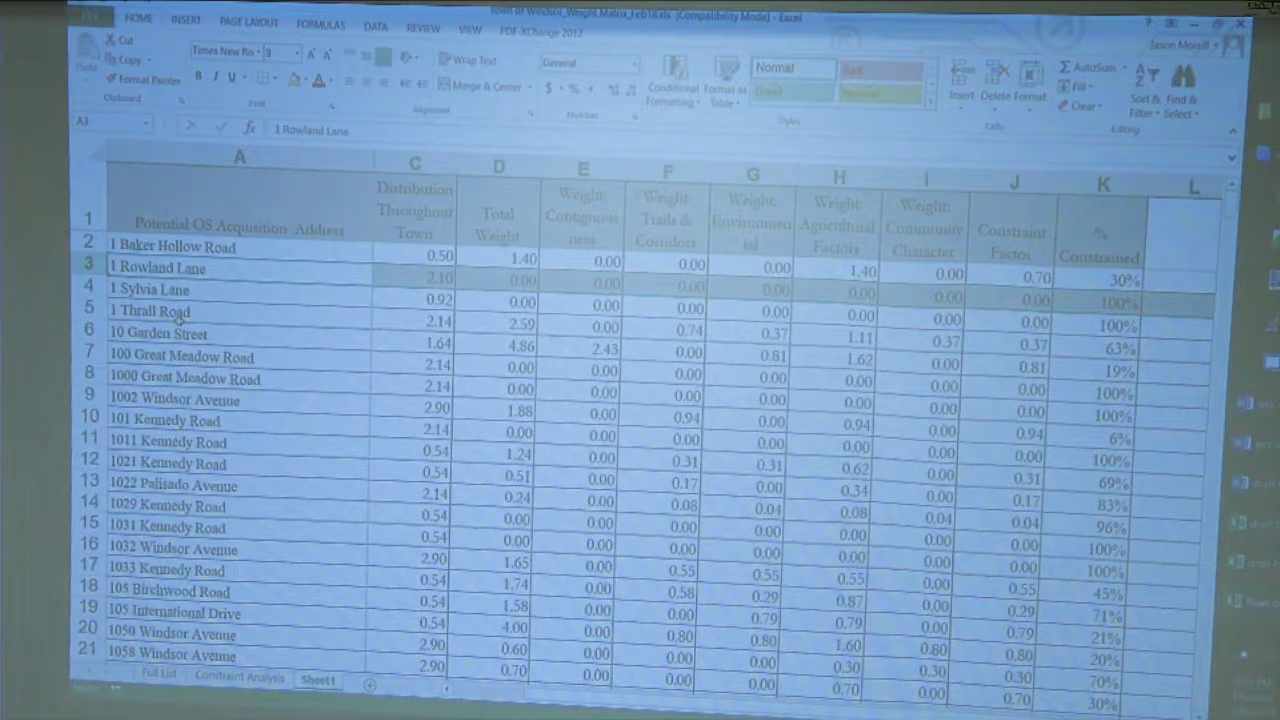 Town of Windsor_Weight Matrix_Feb18.xls [Compatibility Mode] - Excel
HOME INSERT PAGE LAYOUT FORMULAS DATA REVIEW VIEW PDF-XChange 2012
Jason Morrill
Cut
Copy
Format Painter
Paste
Clipboard
Times New Ro 9
B I U
Font
Wrap Text
Merge & Center
Alignment
General
$ % ,
Number
Conditional Formatting
Format as Table
Normal Bad
Good Neutral
Styles
Insert Delete Format
Cells
AutoSum
Fill
Clear
Sort & Filter
Find & Select
Editing
A3 fx 1 Rowland Lane
A C D E F G H I J K L
1 Potential OS Acqusition Address Distribution Throughout Town Total Weight Weight: Contiguousness Weight: Trails & Corridors Weight: Environmental Weight: Agricultural Factors Weight: Community Character Constraint Factor % Constrained
2 1 Baker Hollow Road 0.50 1.40 0.00 0.00 0.00 1.40 0.00 0.70 30%
3 1 Rowland Lane 2.10 0.00 0.00 0.00 0.00 0.00 0.00 0.00 100%
4 1 Sylvia Lane 0.92 0.00 0.00 0.00 0.00 0.00 0.00 0.00 100%
5 1 Thrall Road 2.14 2.59 0.00 0.74 0.37 1.11 0.37 0.37 63%
6 10 Garden Street 1.64 4.86 2.43 0.00 0.81 1.62 0.00 0.81 19%
7 100 Great Meadow Road 2.14 0.00 0.00 0.00 0.00 0.00 0.00 0.00 100%
8 1000 Great Meadow Road 2.14 0.00 0.00 0.00 0.00 0.00 0.00 0.00 100%
9 1002 Windsor Avenue 2.90 1.88 0.00 0.94 0.00 0.94 0.00 0.94 6%
10 101 Kennedy Road 2.14 0.00 0.00 0.00 0.00 0.00 0.00 0.00 100%
11 1011 Kennedy Road 0.54 1.24 0.00 0.31 0.31 0.62 0.00 0.31 69%
12 1021 Kennedy Road 0.54 0.51 0.00 0.17 0.00 0.34 0.00 0.17 83%
13 1022 Palisado Avenue 2.14 0.24 0.00 0.08 0.04 0.08 0.04 0.04 96%
14 1029 Kennedy Road 0.54 0.00 0.00 0.00 0.00 0.00 0.00 0.00 100%
15 1031 Kennedy Road 0.54 0.00 0.00 0.00 0.00 0.00 0.00 0.00 100%
16 1032 Windsor Avenue 2.90 1.65 0.00 0.55 0.55 0.55 0.00 0.55 45%
17 1033 Kennedy Road 0.54 1.74 0.00 0.58 0.29 0.87 0.00 0.29 71%
18 105 Birchwood Road 0.54 1.58 0.00 0.00 0.79 0.79 0.00 0.79 21%
19 105 International Drive 0.54 4.00 0.00 0.80 0.80 1.60 0.80 0.80 20%
20 1050 Windsor Avenue 2.90 0.60 0.00 0.00 0.00 0.30 0.30 0.30 70%
21 1058 Windsor Avenue 2.90 0.70 0.00 0.00 0.00 0.70 0.00 0.70 30%
Full List Constraint Analysis Sheet1